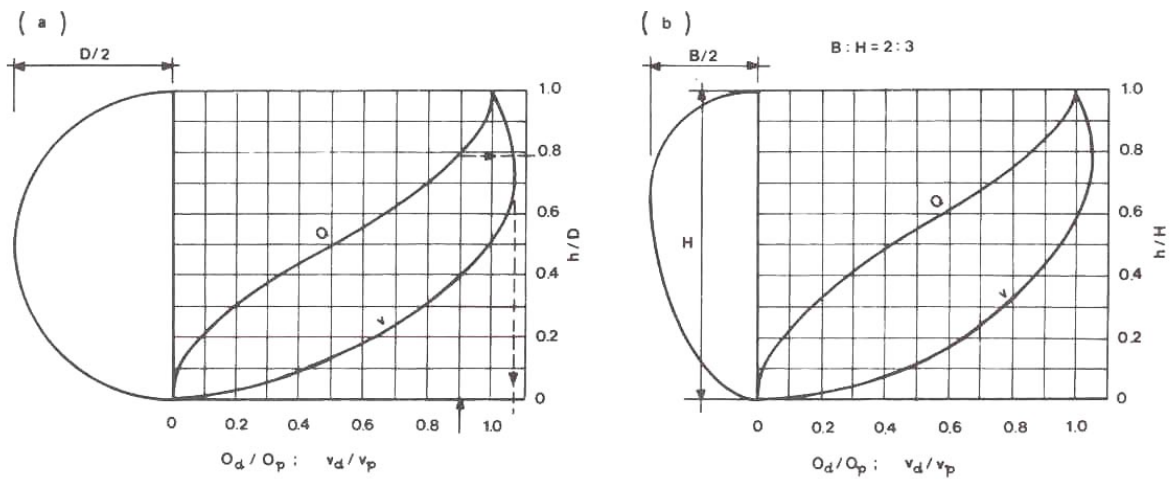 ( a )
D/2
Q
v
1.0
0.8
0.6
0.4
0.2
0
h/D
0 0.2 0.4 0.6 0.8 1.0
Q_d / Q_p ; v_d / v_p
( b )
B : H = 2 : 3
B/2
H
Q
v
1.0
0.8
0.6
0.4
0.2
0
h/H
0 0.2 0.4 0.6 0.8 1.0
Q_d / Q_p ; v_d / v_p